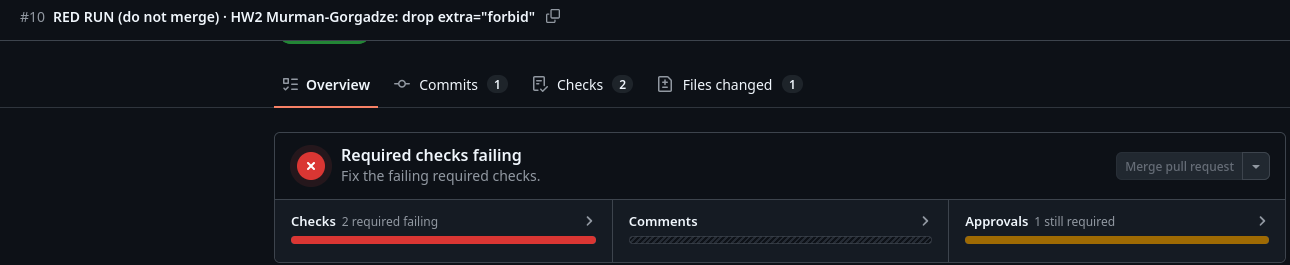 #10 RED RUN (do not merge) · HW2 Murman-Gorgadze: drop extra="forbid"
Overview Commits 1 Checks 2 Files changed 1
Required checks failing
Fix the failing required checks.
Merge pull request
Checks 2 required failing
Comments
Approvals 1 still required